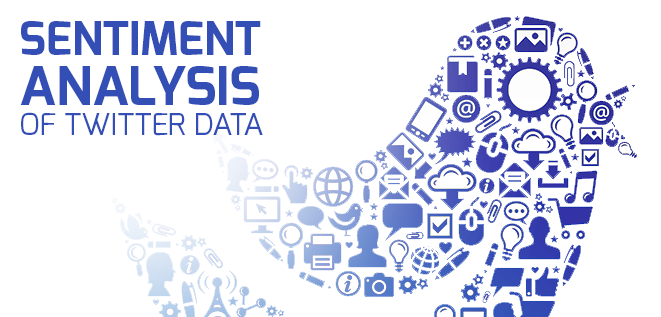 SENTIMENT
ANALYSIS
OF TWITTER DATA